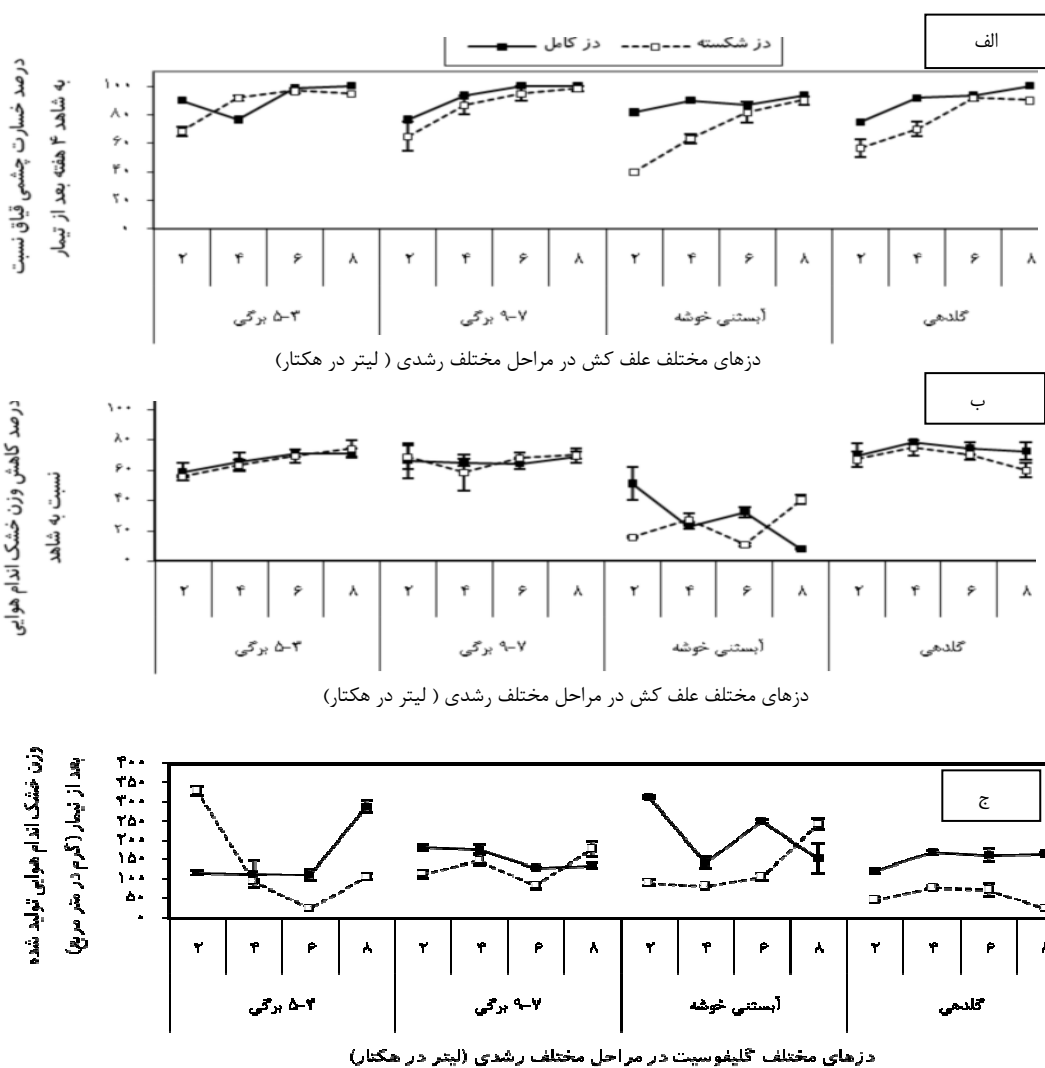 الف
دز کامل دز شکسته
درصد خسارت چشمی قیاق نسبت
به شاهد ۴ هفته بعد از تیمار
۱۰۰
۸۰
۶۰
۴۰
۲۰
۰
۲ ۴ ۶ ۸ ۲ ۴ ۶ ۸ ۲ ۴ ۶ ۸ ۲ ۴ ۶ ۸
۵-۳ برگی ۹-۷ برگی آبستنی خوشه گلدهی
دزهای مختلف علف کش در مراحل مختلف رشدی ( لیتر در هکتار)
ب
درصد کاهش وزن خشک اندام هوایی
نسبت به شاهد
۱۰۰
۸۰
۶۰
۴۰
۲۰
۰
۲ ۴ ۶ ۸ ۲ ۴ ۶ ۸ ۲ ۴ ۶ ۸ ۲ ۴ ۶ ۸
۵-۳ برگی ۹-۷ برگی آبستنی خوشه گلدهی
دزهای مختلف علف کش در مراحل مختلف رشدی ( لیتر در هکتار)
ج
وزن خشک اندام هوایی تولید شده
بعد از تیمار (گرم در متر مربع)
۴۰۰
۳۵۰
۳۰۰
۲۵۰
۲۰۰
۱۵۰
۱۰۰
۵۰
۰
۲ ۴ ۶ ۸ ۲ ۴ ۶ ۸ ۲ ۴ ۶ ۸ ۲ ۴ ۶ ۸
۵-۳ برگی ۹-۷ برگی آبستنی خوشه گلدهی
دزهای مختلف گلیفوسیت در مراحل مختلف رشدی (لیتر در هکتار)